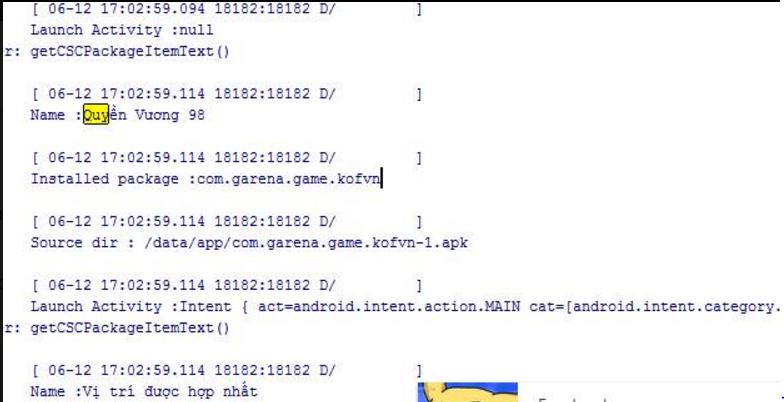 [ 06-12 17:02:59.094 18182:18182 D/ ]
Launch Activity :null
r: getCSCPackageItemText()
[ 06-12 17:02:59.114 18182:18182 D/ ]
Name :Quyền Vương 98
[ 06-12 17:02:59.114 18182:18182 D/ ]
Installed package :com.garena.game.kofvn
[ 06-12 17:02:59.114 18182:18182 D/ ]
Source dir : /data/app/com.garena.game.kofvn-1.apk
[ 06-12 17:02:59.114 18182:18182 D/ ]
Launch Activity :Intent { act=android.intent.action.MAIN cat=[android.intent.category.
r: getCSCPackageItemText()
[ 06-12 17:02:59.114 18182:18182 D/ ]
Name :Vị trí được hợp nhất